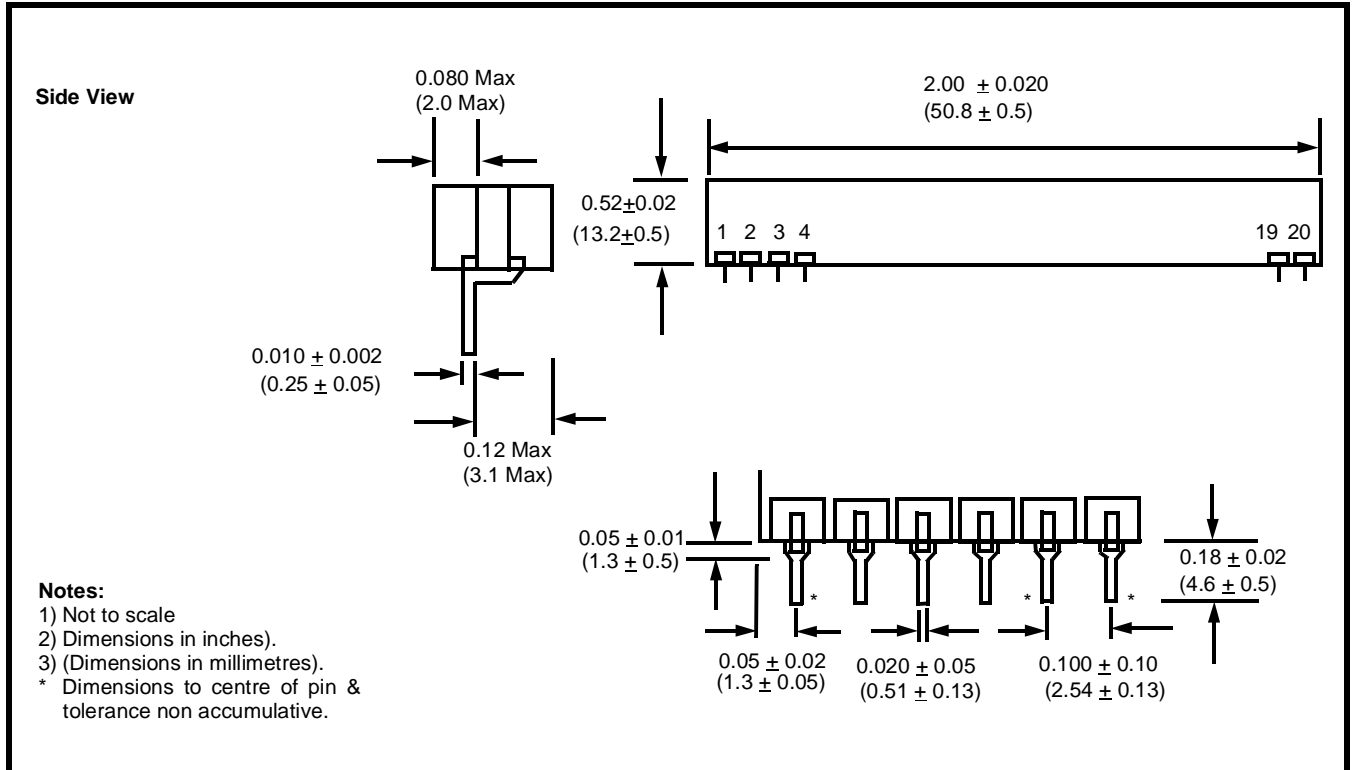 Side View
0.080 Max
(2.0 Max)
2.00 ± 0.020
(50.8 ± 0.5)
0.52±0.02
(13.2±0.5)
1 2 3 4
19 20
0.010 ± 0.002
(0.25 ± 0.05)
0.12 Max
(3.1 Max)
0.05 ± 0.01
(1.3 ± 0.5)
0.18 ± 0.02
(4.6 ± 0.5)
* * *
0.05 ± 0.02
(1.3 ± 0.05)
0.020 ± 0.05
(0.51 ± 0.13)
0.100 ± 0.10
(2.54 ± 0.13)
Notes:
1) Not to scale
2) Dimensions in inches).
3) (Dimensions in millimetres).
* Dimensions to centre of pin &
tolerance non accumulative.